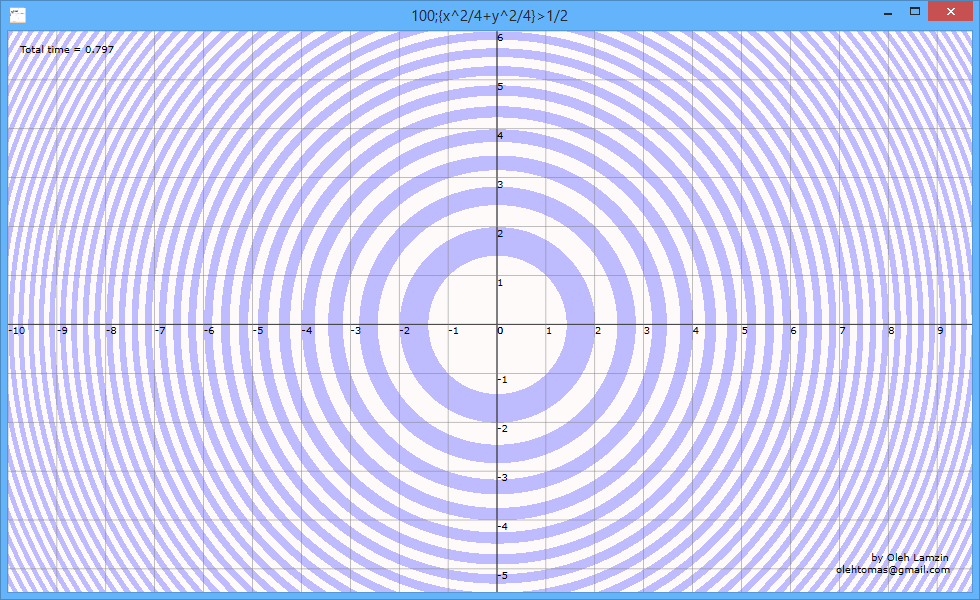 100;{x^2/4+y^2/4}>1/2
Total time = 0.797
6
5
4
3
2
1
-10 -9 -8 -7 -6 -5 -4 -3 -2 -1 0 1 2 3 4 5 6 7 8 9
-1
-2
-3
-4
by Oleh Lamzin
olehtomas@gmail.com
-5